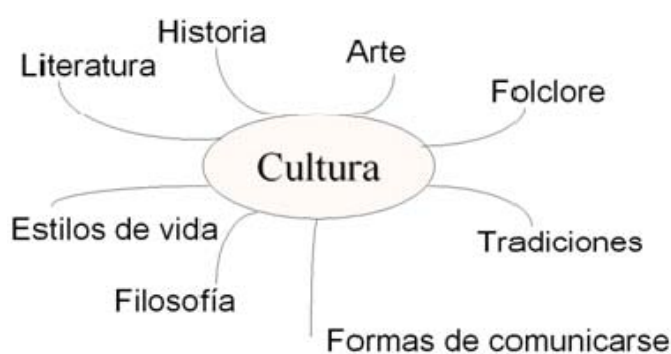 Historia
Arte
Literatura
Folclore
Cultura
Estilos de vida
Tradiciones
Filosofía
Formas de comunicarse